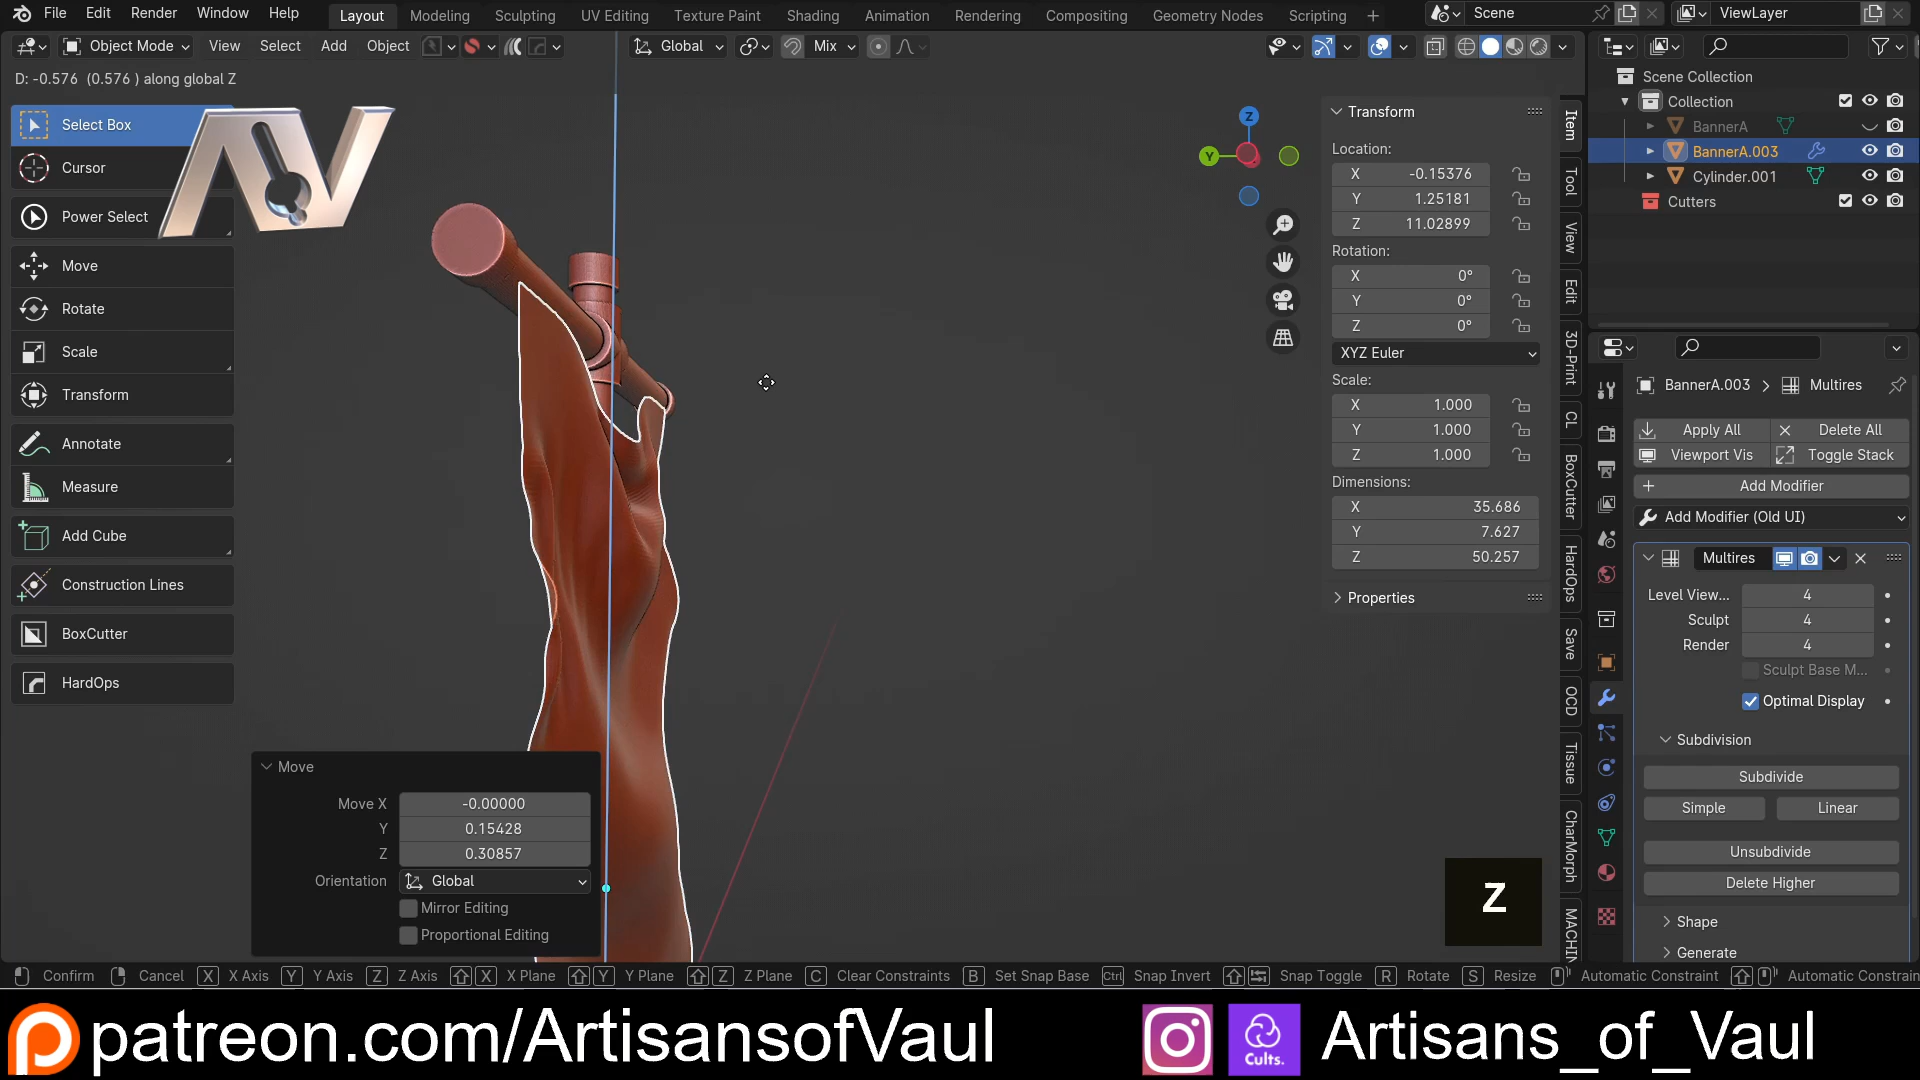 File Edit Render Window Help Layout Modeling Sculpting UV Editing Texture Paint Shading Animation Rendering Compositing Geometry Nodes Scripting + Scene ViewLayer
Object Mode View Select Add Object Global Mix
D: -0.576 (0.576 ) along global Z
Select Box
Cursor
Power Select
Move
Rotate
Scale
Transform
Annotate
Measure
Add Cube
Construction Lines
BoxCutter
HardOps
AV
Z
Y
Transform
Location:
X -0.15376
Y 1.25181
Z 11.02899
Rotation:
X 0°
Y 0°
Z 0°
XYZ Euler
Scale:
X 1.000
Y 1.000
Z 1.000
Dimensions:
X 35.686
Y 7.627
Z 50.257
Properties
Item
Tool
View
Edit
3D-Print
CL
BoxCutter
HardOps
Save
OCD
Tissue
CharMorph
MACHIN
Scene Collection
Collection
BannerA
BannerA.003
Cylinder.001
Cutters
BannerA.003 > Multires
Apply All Delete All
Viewport Vis Toggle Stack
Add Modifier
Add Modifier (Old UI)
Multires
Level View... 4
Sculpt 4
Render 4
Sculpt Base M...
Optimal Display
Subdivision
Subdivide
Simple Linear
Unsubdivide
Delete Higher
Shape
Generate
Move
Move X -0.00000
Y 0.15428
Z 0.30857
Orientation Global
Mirror Editing
Proportional Editing
Z
Confirm Cancel X X Axis Y Y Axis Z Z Axis X X Plane Y Y Plane Z Z Plane C Clear Constraints B Set Snap Base Ctrl Snap Invert Snap Toggle R Rotate S Resize Automatic Constraint Automatic Constrain
patreon.com/ArtisansofVaul Cults. Artisans_of_Vaul